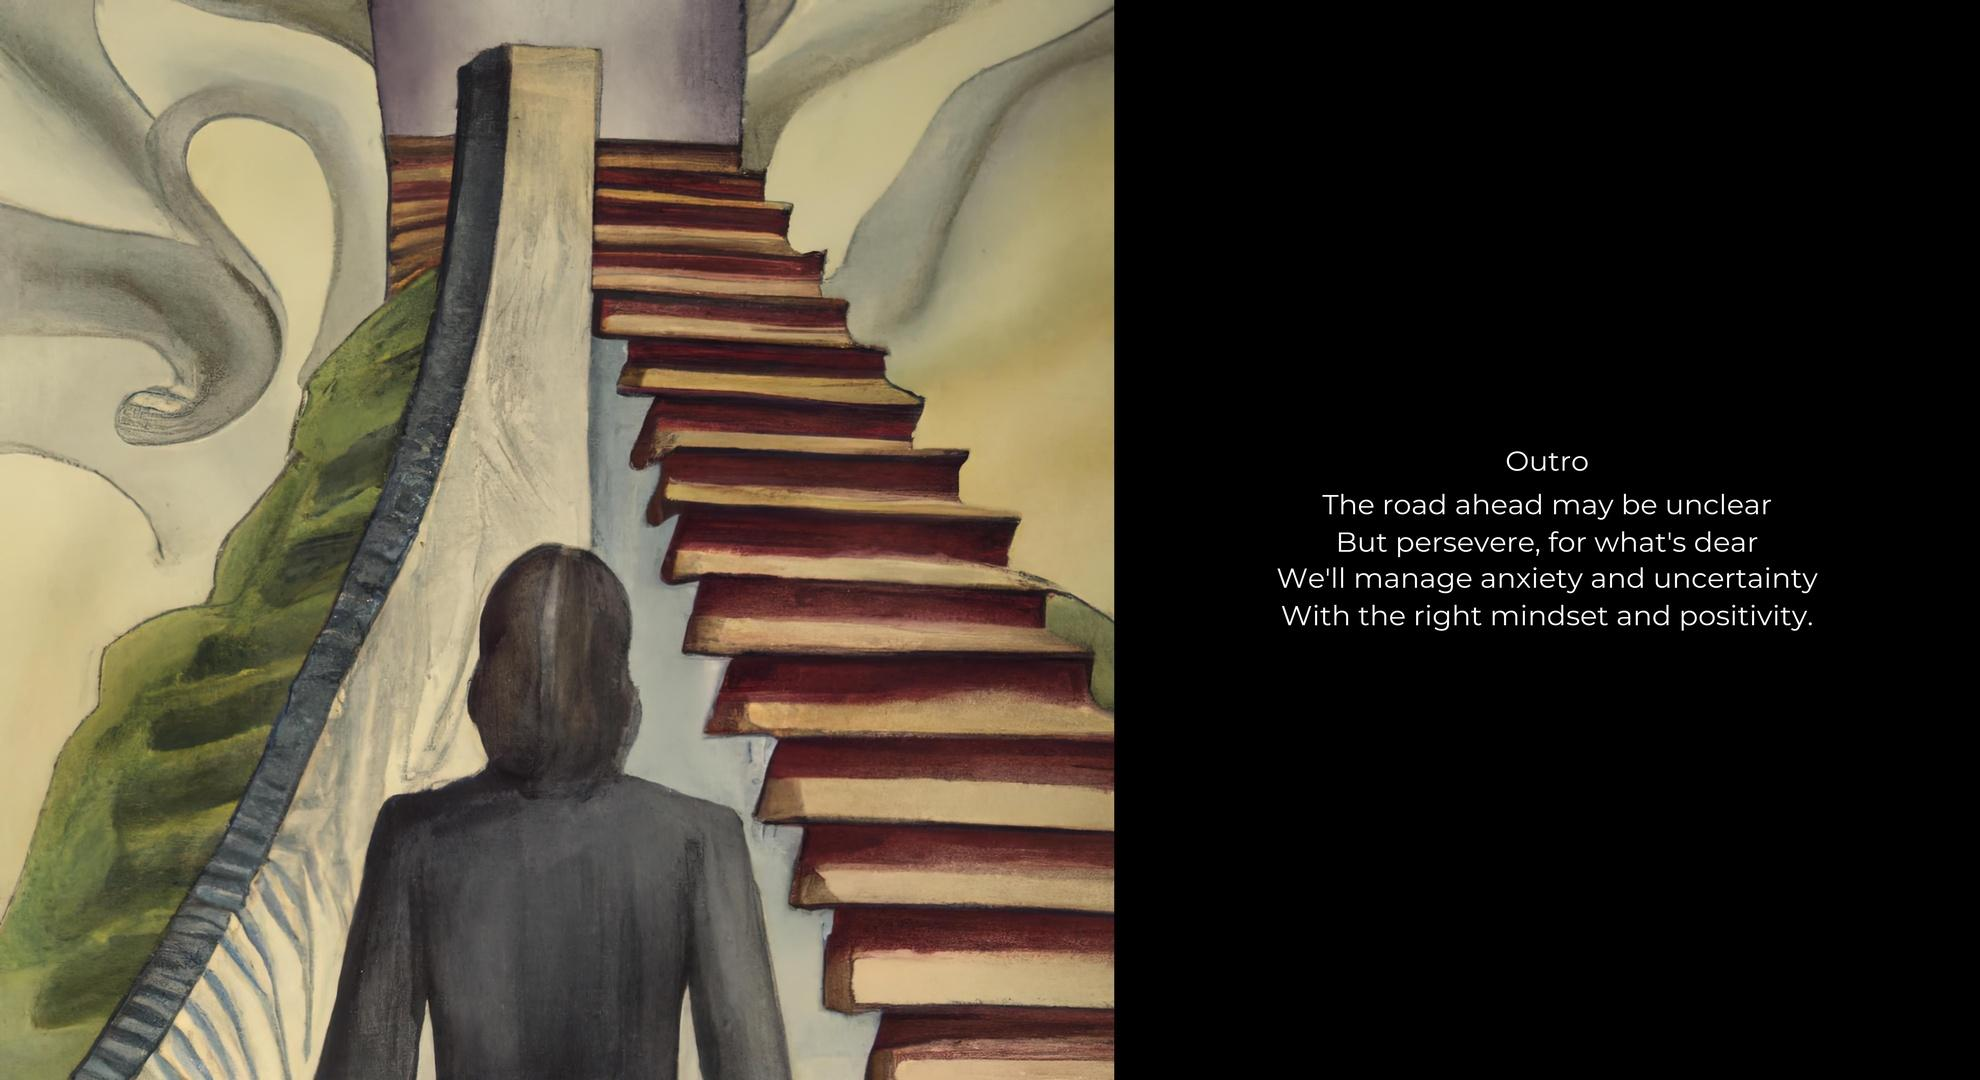 Outro
The road ahead may be unclear
But persevere, for what's dear
We'll manage anxiety and uncertainty
With the right mindset and positivity.